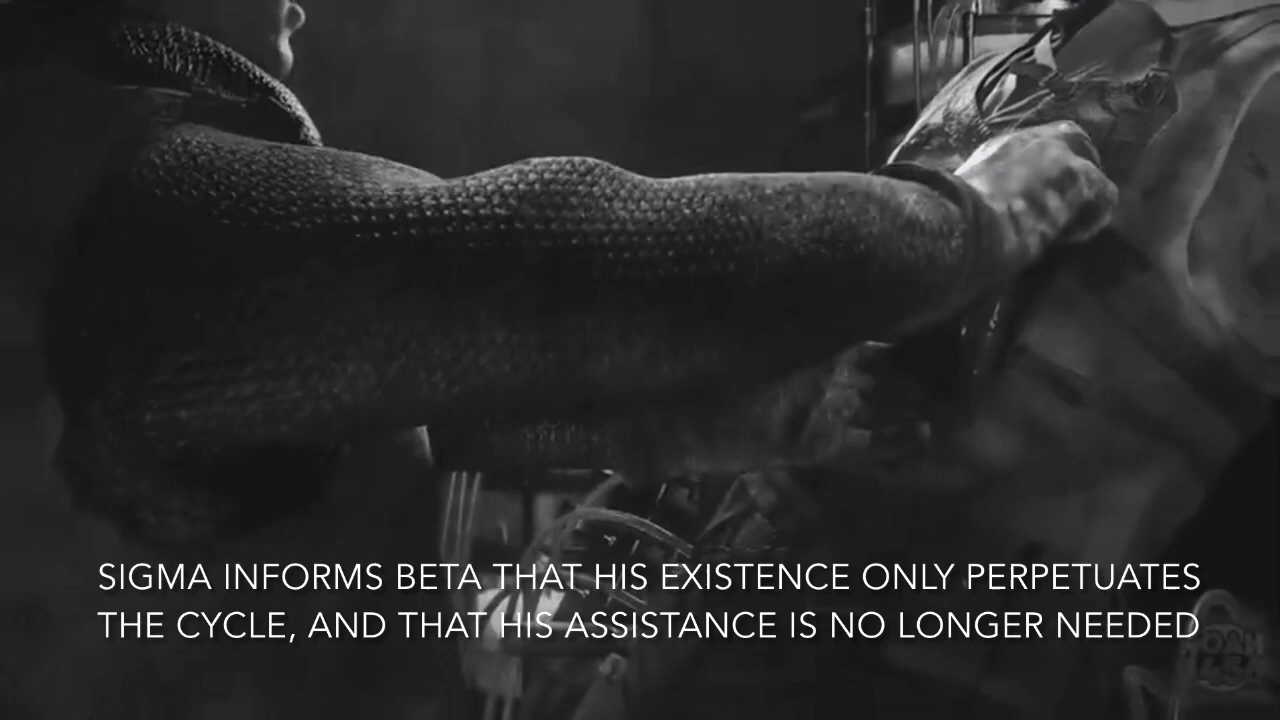 SIGMA INFORMS BETA THAT HIS EXISTENCE ONLY PERPETUATES
THE CYCLE, AND THAT HIS ASSISTANCE IS NO LONGER NEEDED